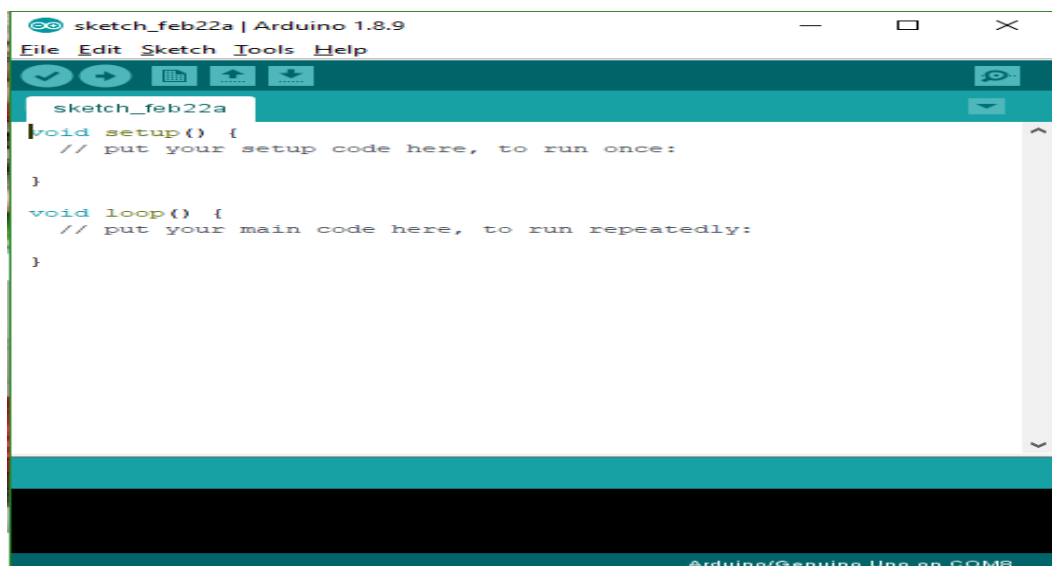 sketch_feb22a | Arduino 1.8.9
File Edit Sketch Tools Help
sketch_feb22a
void setup() {
  // put your setup code here, to run once:
}
void loop() {
  // put your main code here, to run repeatedly:
}
Arduino/Genuino Uno on COM8